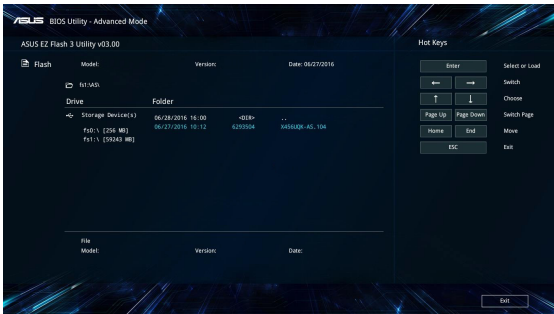 ASUS BIOS Utility - Advanced Mode
ASUS EZ Flash 3 Utility v03.00
Flash
Model: Version: Date: 06/27/2016
fs1:\AS\
Drive Folder
Storage Device(s)
fs0:\ [256 MB]
fs1:\ [59243 MB]
06/28/2016 16:00 <DIR> ..
06/27/2016 10:12 6293504 X456UQK-AS.104
File
Model: Version: Date:
Hot Keys
Enter Select or Load
← → Switch
↑ ↓ Choose
Page Up Page Down Switch Page
Home End Move
ESC Exit
Exit